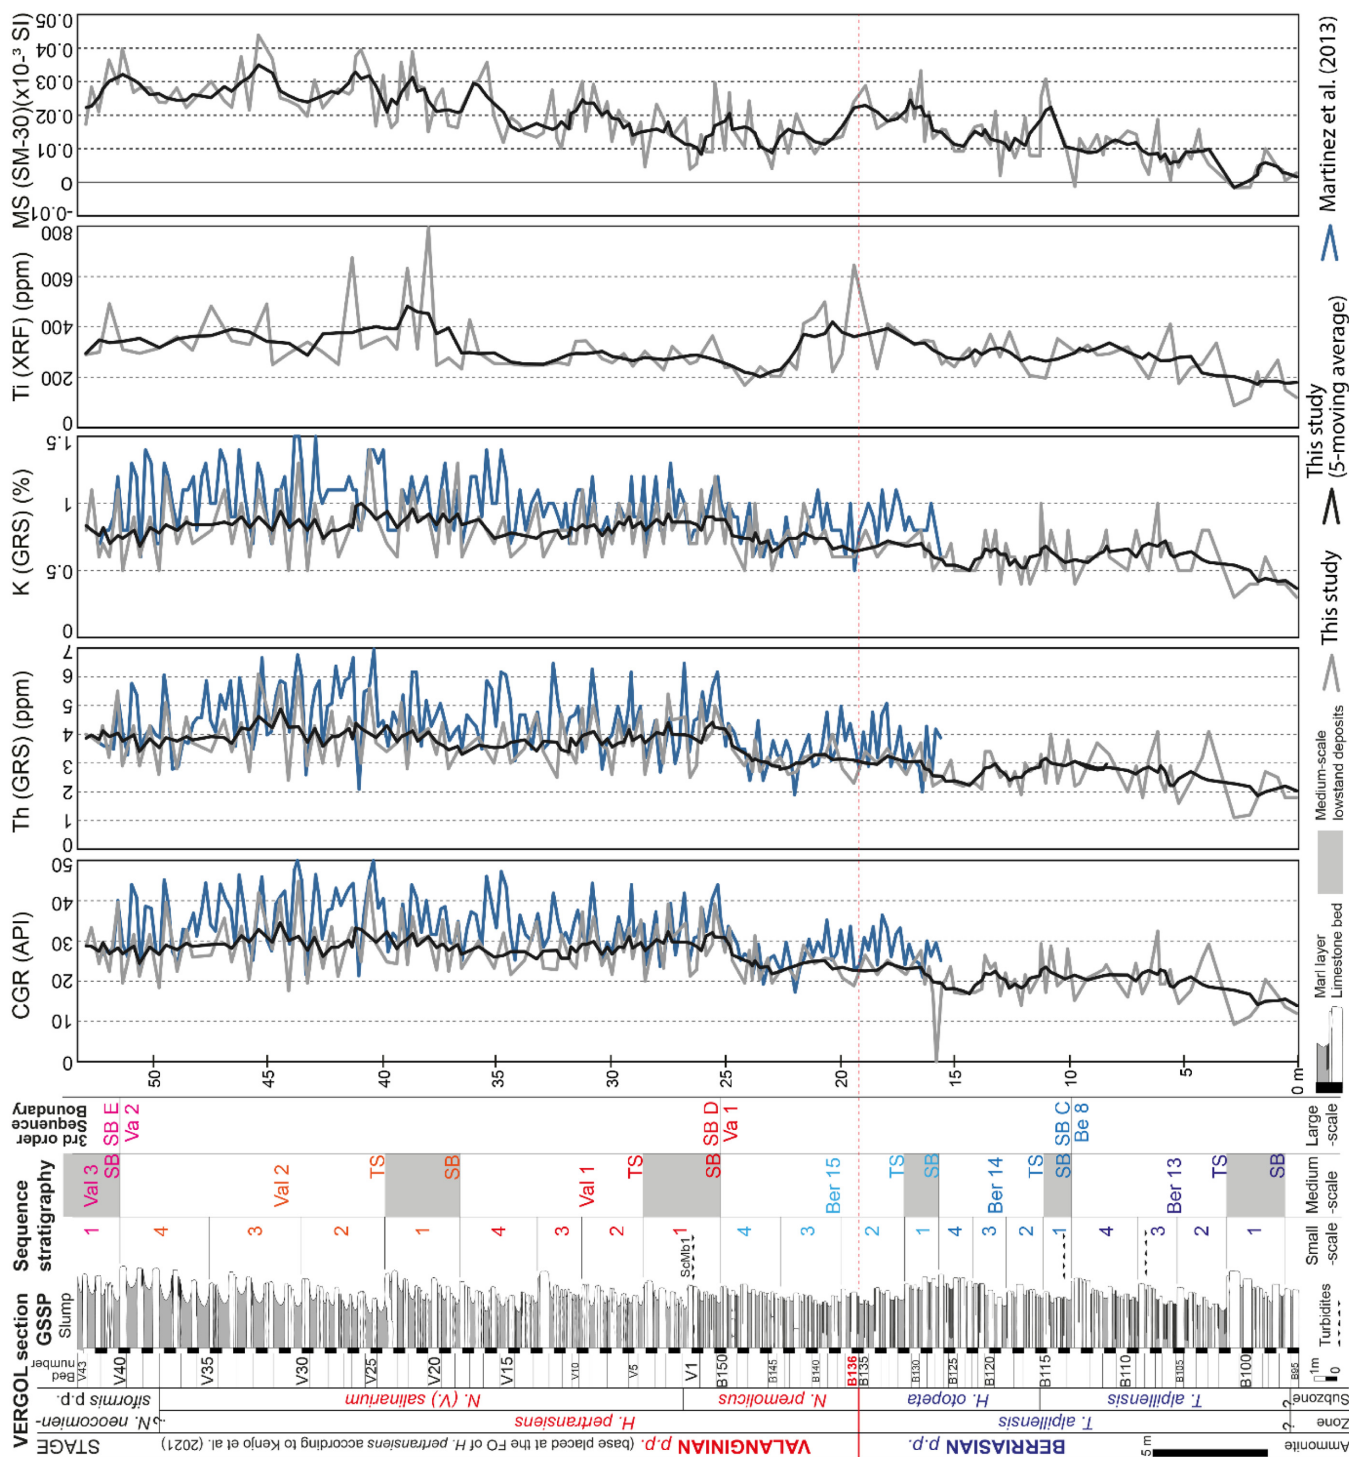 MS (SM-30)(x10⁻³ SI)
0.05
0.04
0.03
0.02
0.01
0
-0.01
Ti (XRF) (ppm)
800
600
400
200
0
K (GRS) (%)
1.5
1
0.5
0
Th (GRS) (ppm)
7
6
5
4
3
2
1
0
CGR (API)
50
40
30
20
10
0
50
45
40
35
30
25
20
15
10
5
0 m
3rd order
Sequence
Boundary
SB E
Va 2
SB D
Va 1
SB C
Be 8
Large
-scale
Sequence
stratigraphy
Val 3
SB
Val 2
TS
SB
Val 1
TS
SB
Ber 15
TS
SB
Ber 14
TS
SB
Ber 13
TS
SB
Medium
-scale
1
4
3
2
1
4
3
2
1
4
3
2
1
4
3
2
1
4
3
2
1
Small
-scale
VERGOL section
GSSP
Slump
ScMb1
Turbidites
Bed
number
V43
V40
V35
V30
V25
V20
V15
V10
V5
V1
B150
B145
B140
B136
B135
B130
B125
B120
B115
B110
B105
B100
B95
1m
0
siformis p.p.
N. (V.) salinarium
N. premolicus
H. otopeta
T. alpillensis
?
Subzone
.N. neocomien-
H. pertransiens
T. alpillensis
?
Zone
STAGE
(base placed at the FO of H. pertransiens according to Kenjo et al. (2021)
VALANGINIAN p.p.
BERRIASIAN p.p.
5 m
Ammonite
Marl layer
Limestone bed
Medium-scale
lowstand deposits
This study
This study
(5-moving average)
Martinez et al. (2013)